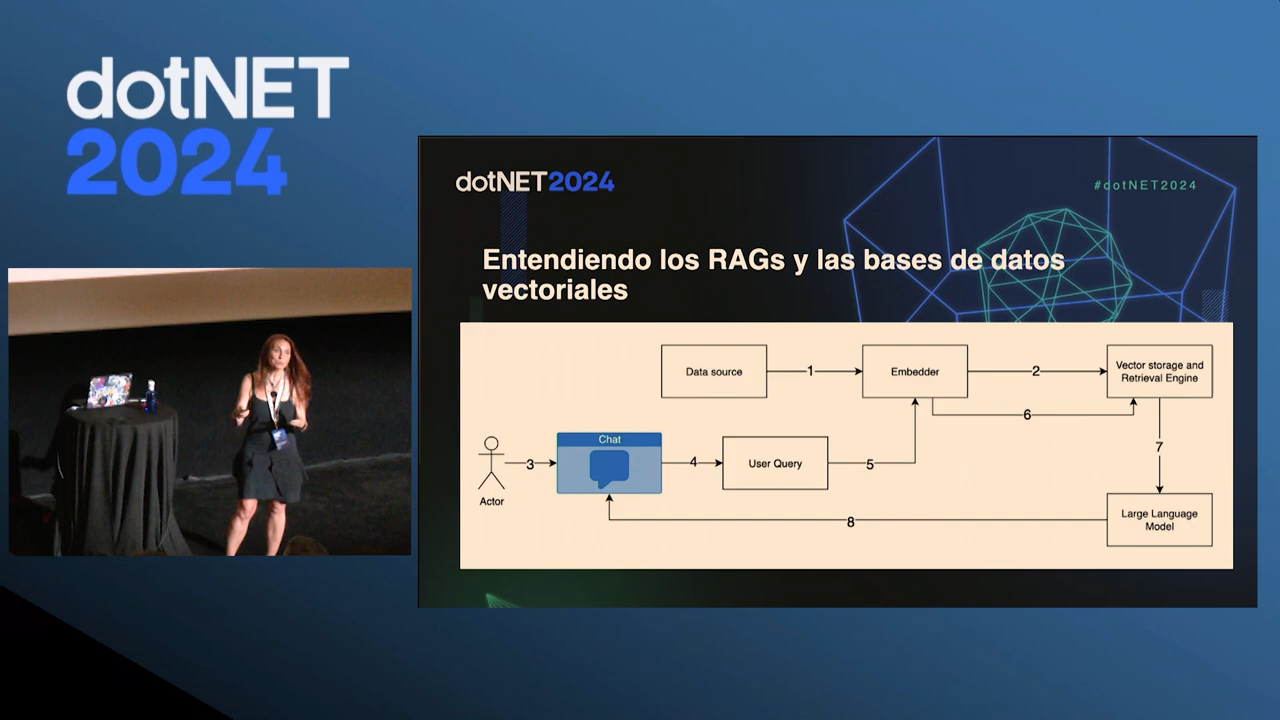 dotNET
2024
dotNET2024
#dotNET2024
Entendiendo los RAGs y las bases de datos
vectoriales
Data source
1
Embedder
2
Vector storage and
Retrieval Engine
6
Actor
3
Chat
4
User Query
5
7
8
Large Language
Model